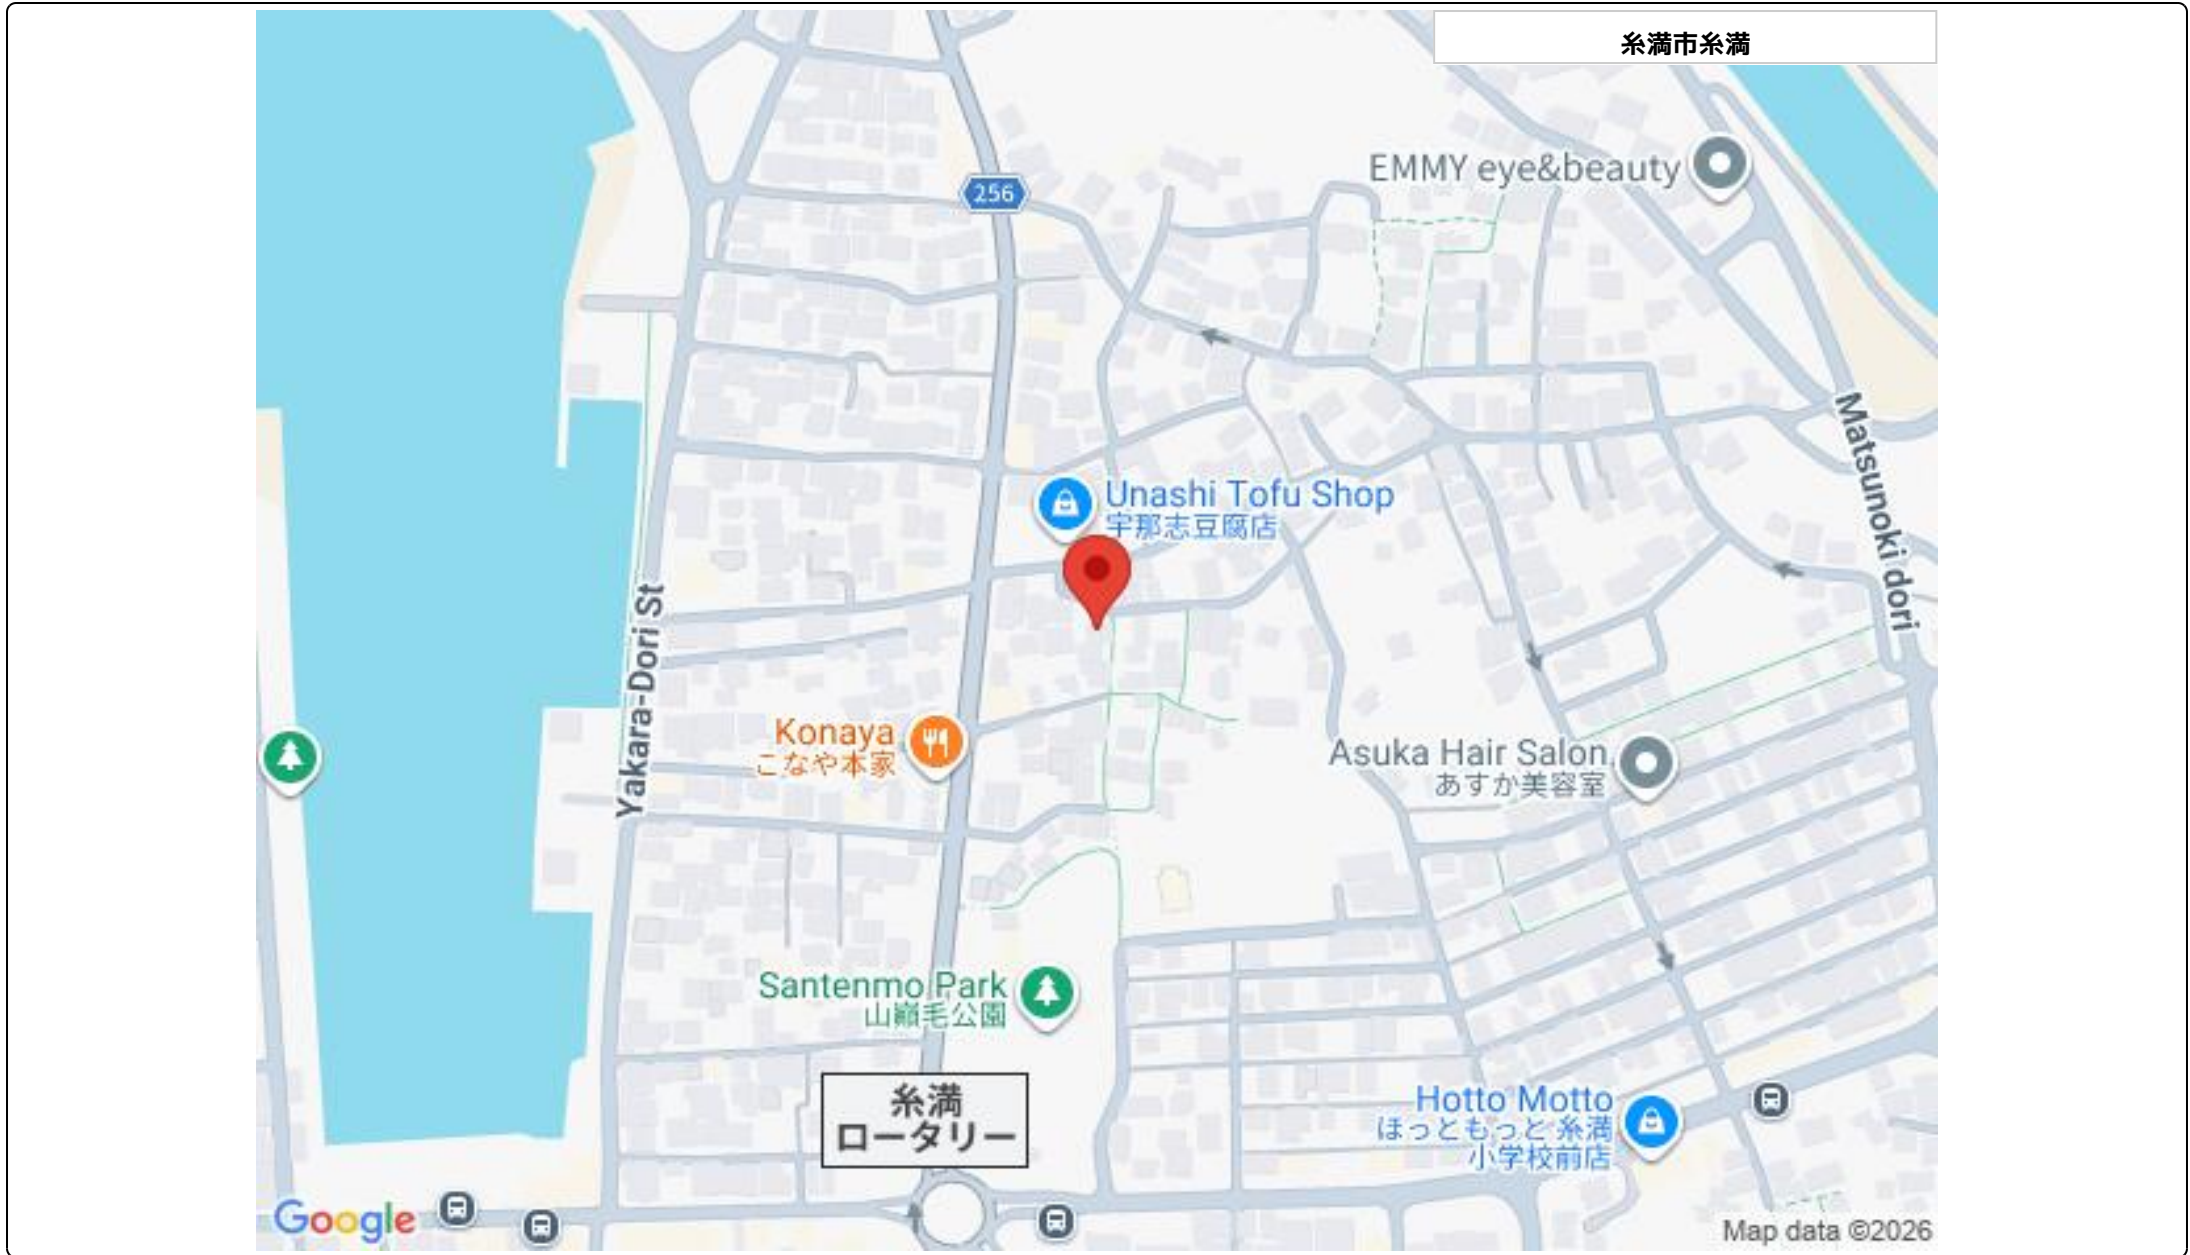 糸満市糸満
EMMY eye&beauty
256
Matsunoki dori
Unashi Tofu Shop
宇那志豆腐店
Yakara-Dori St
Konaya
こなや本家
Asuka Hair Salon
あすか美容室
Santenmo Park
山巓毛公園
糸満
ロータリー
Hotto Motto
ほっともっと 糸満
小学校前店
Google
Map data ©2026